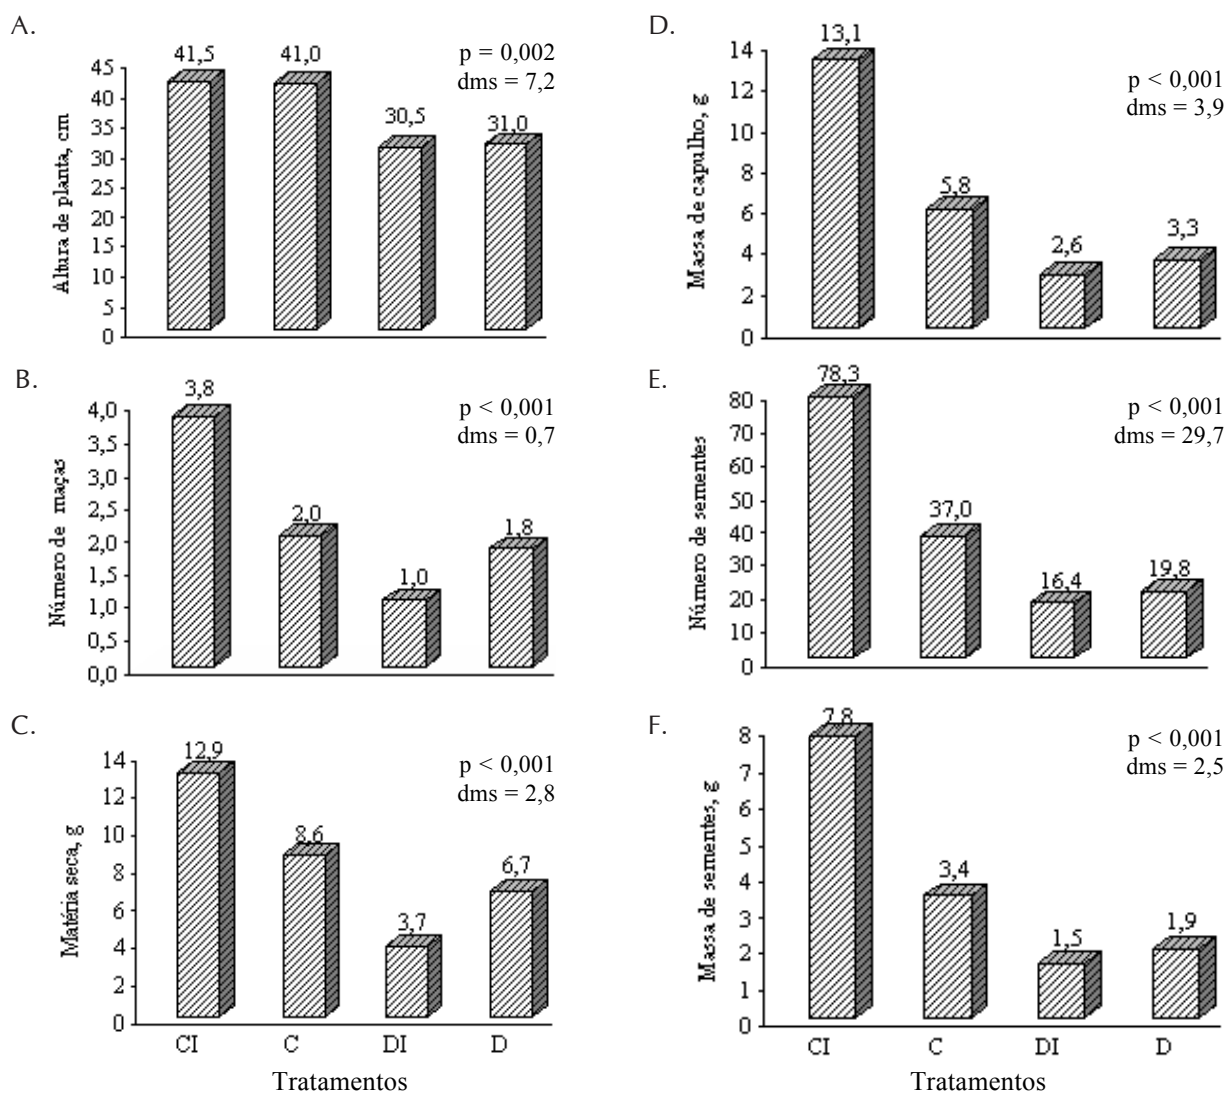 A.
p = 0,002
dms = 7,2
Altura de planta, cm
45
40
35
30
25
20
15
10
5
0
41,5
41,0
30,5
31,0
B.
p < 0,001
dms = 0,7
Número de maças
4,0
3,5
3,0
2,5
2,0
1,5
1,0
0,5
0,0
3,8
2,0
1,0
1,8
C.
p < 0,001
dms = 2,8
Matéria seca, g
14
12
10
8
6
4
2
0
12,9
8,6
3,7
6,7
CI C DI D
Tratamentos
D.
p < 0,001
dms = 3,9
Massa de capulho, g
14
12
10
8
6
4
2
0
13,1
5,8
2,6
3,3
E.
p < 0,001
dms = 29,7
Número de sementes
80
70
60
50
40
30
20
10
0
78,3
37,0
16,4
19,8
F.
p < 0,001
dms = 2,5
Massa de sementes, g
8
7
6
5
4
3
2
1
0
7,8
3,4
1,5
1,9
CI C DI D
Tratamentos